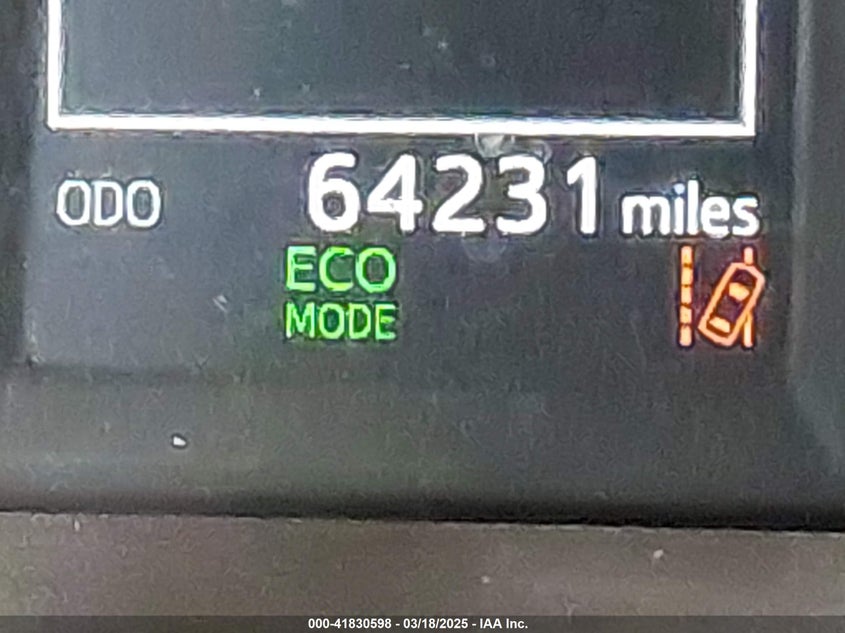 ODO 64231 miles
ECO
MODE
000-41830598 - 03/18/2025 - IAA Inc.